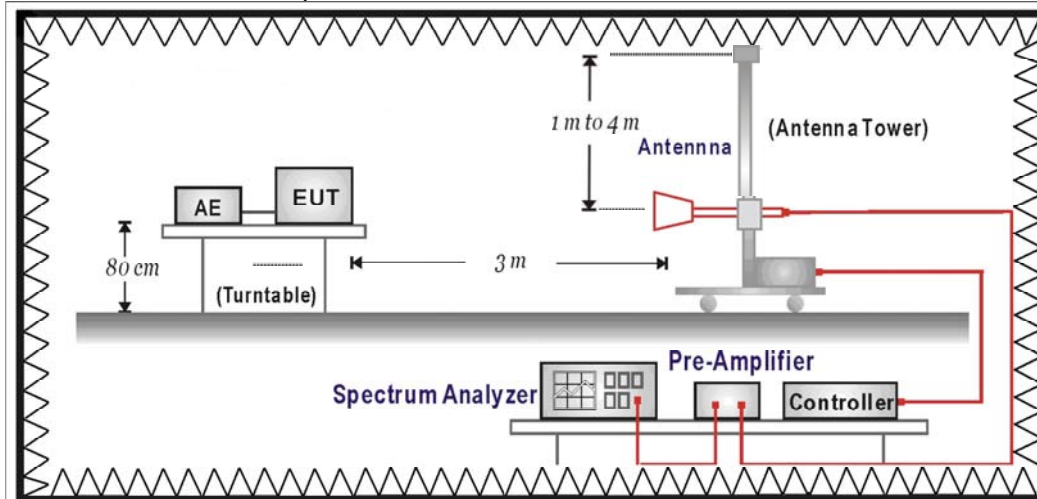 1 m to 4 m
(Antenna Tower)
Antennna
AE
EUT
80 cm
3 m
(Turntable)
Pre-Amplifier
Spectrum Analyzer
Controller